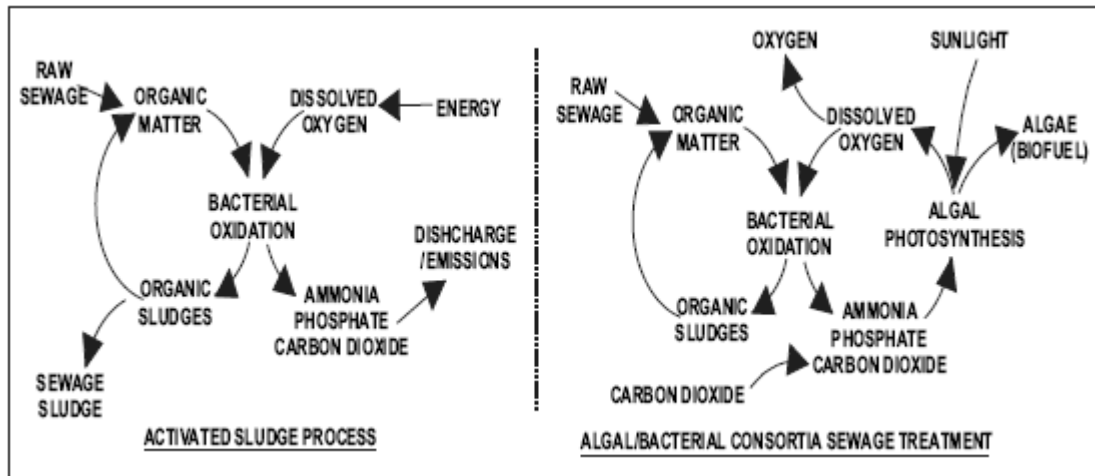 RAW
SEWAGE
ORGANIC
MATTER
DISSOLVED
OXYGEN
ENERGY
BACTERIAL
OXIDATION
DISHCHARGE
/EMISSIONS
ORGANIC
SLUDGES
AMMONIA
PHOSPHATE
CARBON DIOXIDE
SEWAGE
SLUDGE
ACTIVATED SLUDGE PROCESS
OXYGEN
SUNLIGHT
RAW
SEWAGE
ORGANIC
MATTER
DISSOLVED
OXYGEN
ALGAE
(BIOFUEL)
BACTERIAL
OXIDATION
ALGAL
PHOTOSYNTHESIS
ORGANIC
SLUDGES
AMMONIA
PHOSPHATE
CARBON DIOXIDE
CARBON DIOXIDE
ALGAL/BACTERIAL CONSORTIA SEWAGE TREATMENT